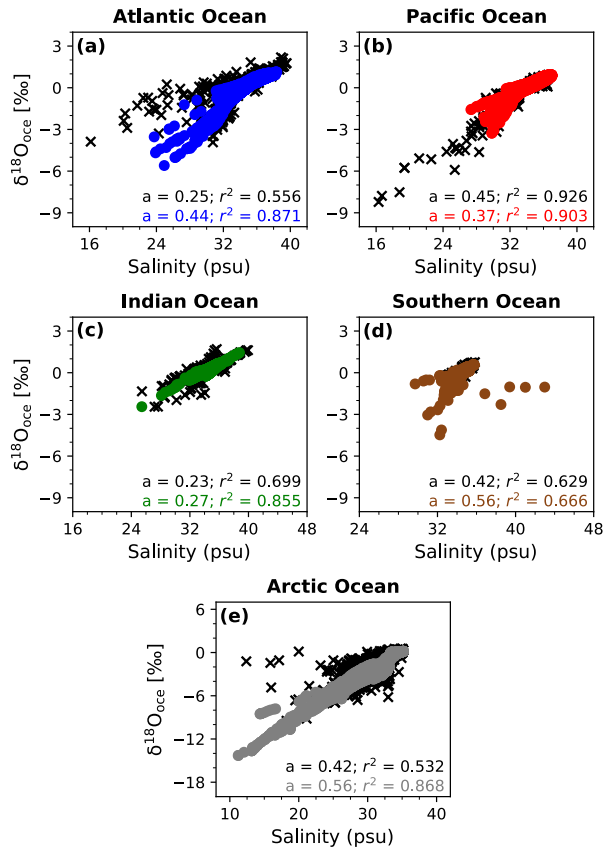 Atlantic Ocean
(a)
3
0
−3
−6
−9
δ¹⁸Ooce [‰]
a = 0.25; r² = 0.556
a = 0.44; r² = 0.871
16 24 32 40
Salinity (psu)
Pacific Ocean
(b)
3
0
−3
−6
−9
a = 0.45; r² = 0.926
a = 0.37; r² = 0.903
16 24 32 40
Salinity (psu)
Indian Ocean
(c)
3
0
−3
−6
−9
δ¹⁸Ooce [‰]
a = 0.23; r² = 0.699
a = 0.27; r² = 0.855
16 24 32 40 48
Salinity (psu)
Southern Ocean
(d)
3
0
−3
−6
−9
a = 0.42; r² = 0.629
a = 0.56; r² = 0.666
16 24 32 40 48
Salinity (psu)
Arctic Ocean
(e)
6
0
−6
−12
−18
δ¹⁸Ooce [‰]
a = 0.42; r² = 0.532
a = 0.56; r² = 0.868
10 20 30 40
Salinity (psu)